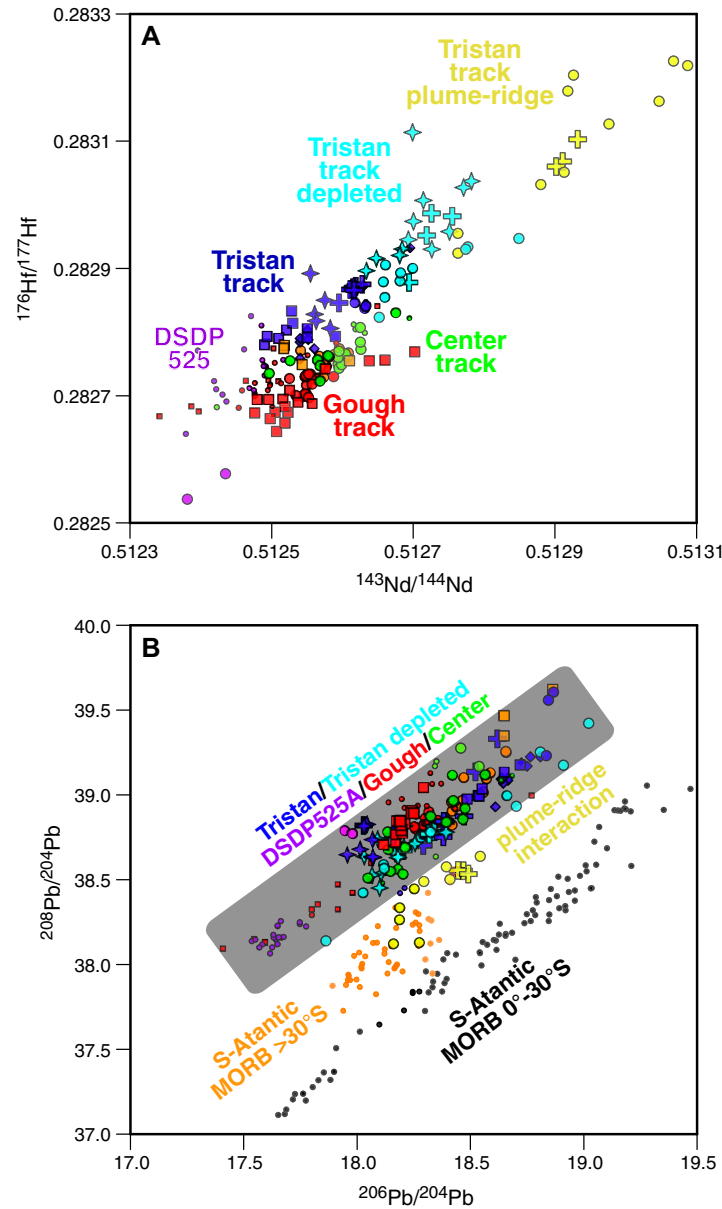 A
0.2833
0.2831
0.2829
0.2827
0.2825
¹⁷⁶Hf/¹⁷⁷Hf
Tristan
track
plume-ridge
Tristan
track
depleted
Tristan
track
DSDP
525
Center
track
Gough
track
0.5123
0.5125
0.5127
0.5129
0.5131
¹⁴³Nd/¹⁴⁴Nd
B
40.0
39.5
39.0
38.5
38.0
37.5
37.0
²⁰⁸Pb/²⁰⁴Pb
Tristan/Tristan depleted
DSDP525A/Gough/Center
plume-ridge
interaction
S-Atantic
MORB >30°S
S-Atantic
MORB 0°-30°S
17.0
17.5
18.0
18.5
19.0
19.5
²⁰⁶Pb/²⁰⁴Pb